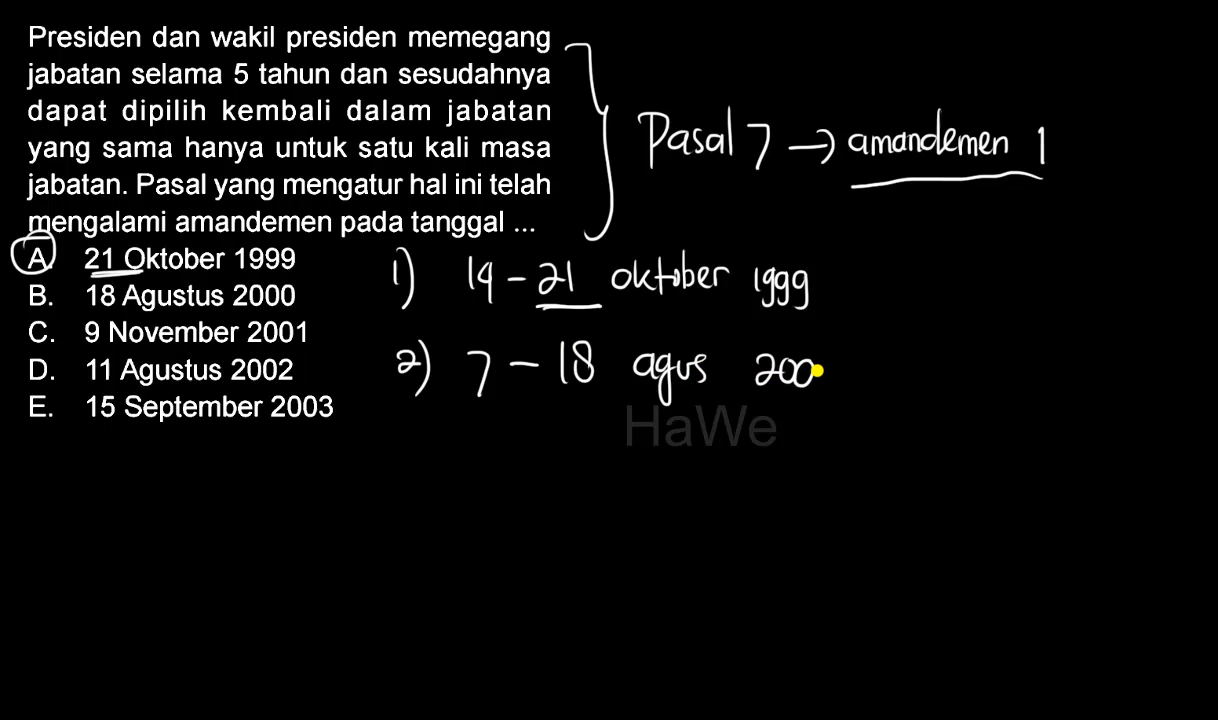 Presiden dan wakil presiden memegang
jabatan selama 5 tahun dan sesudahnya
dapat dipilih kembali dalam jabatan
yang sama hanya untuk satu kali masa
jabatan. Pasal yang mengatur hal ini telah
mengalami amandemen pada tanggal ...
A. 21 Oktober 1999
B. 18 Agustus 2000
C. 9 November 2001
D. 11 Agustus 2002
E. 15 September 2003
Pasal 7 → amandemen 1
1) 14 - 21 oktober 1999
2) 7 - 18 agus 200
HaWe